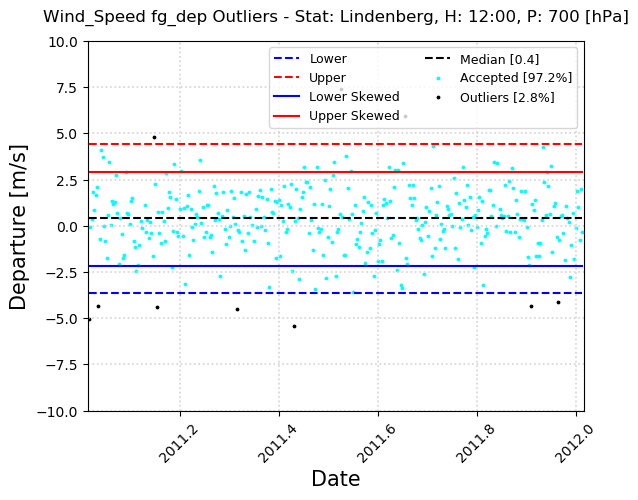 Wind_Speed fg_dep Outliers - Stat: Lindenberg, H: 12:00, P: 700 [hPa]
Lower
Upper
Lower Skewed
Upper Skewed
Median [0.4]
Accepted [97.2%]
Outliers [2.8%]
10.0
7.5
5.0
2.5
0.0
−2.5
−5.0
−7.5
−10.0
Departure [m/s]
2011.2
2011.4
2011.6
2011.8
2012.0
Date